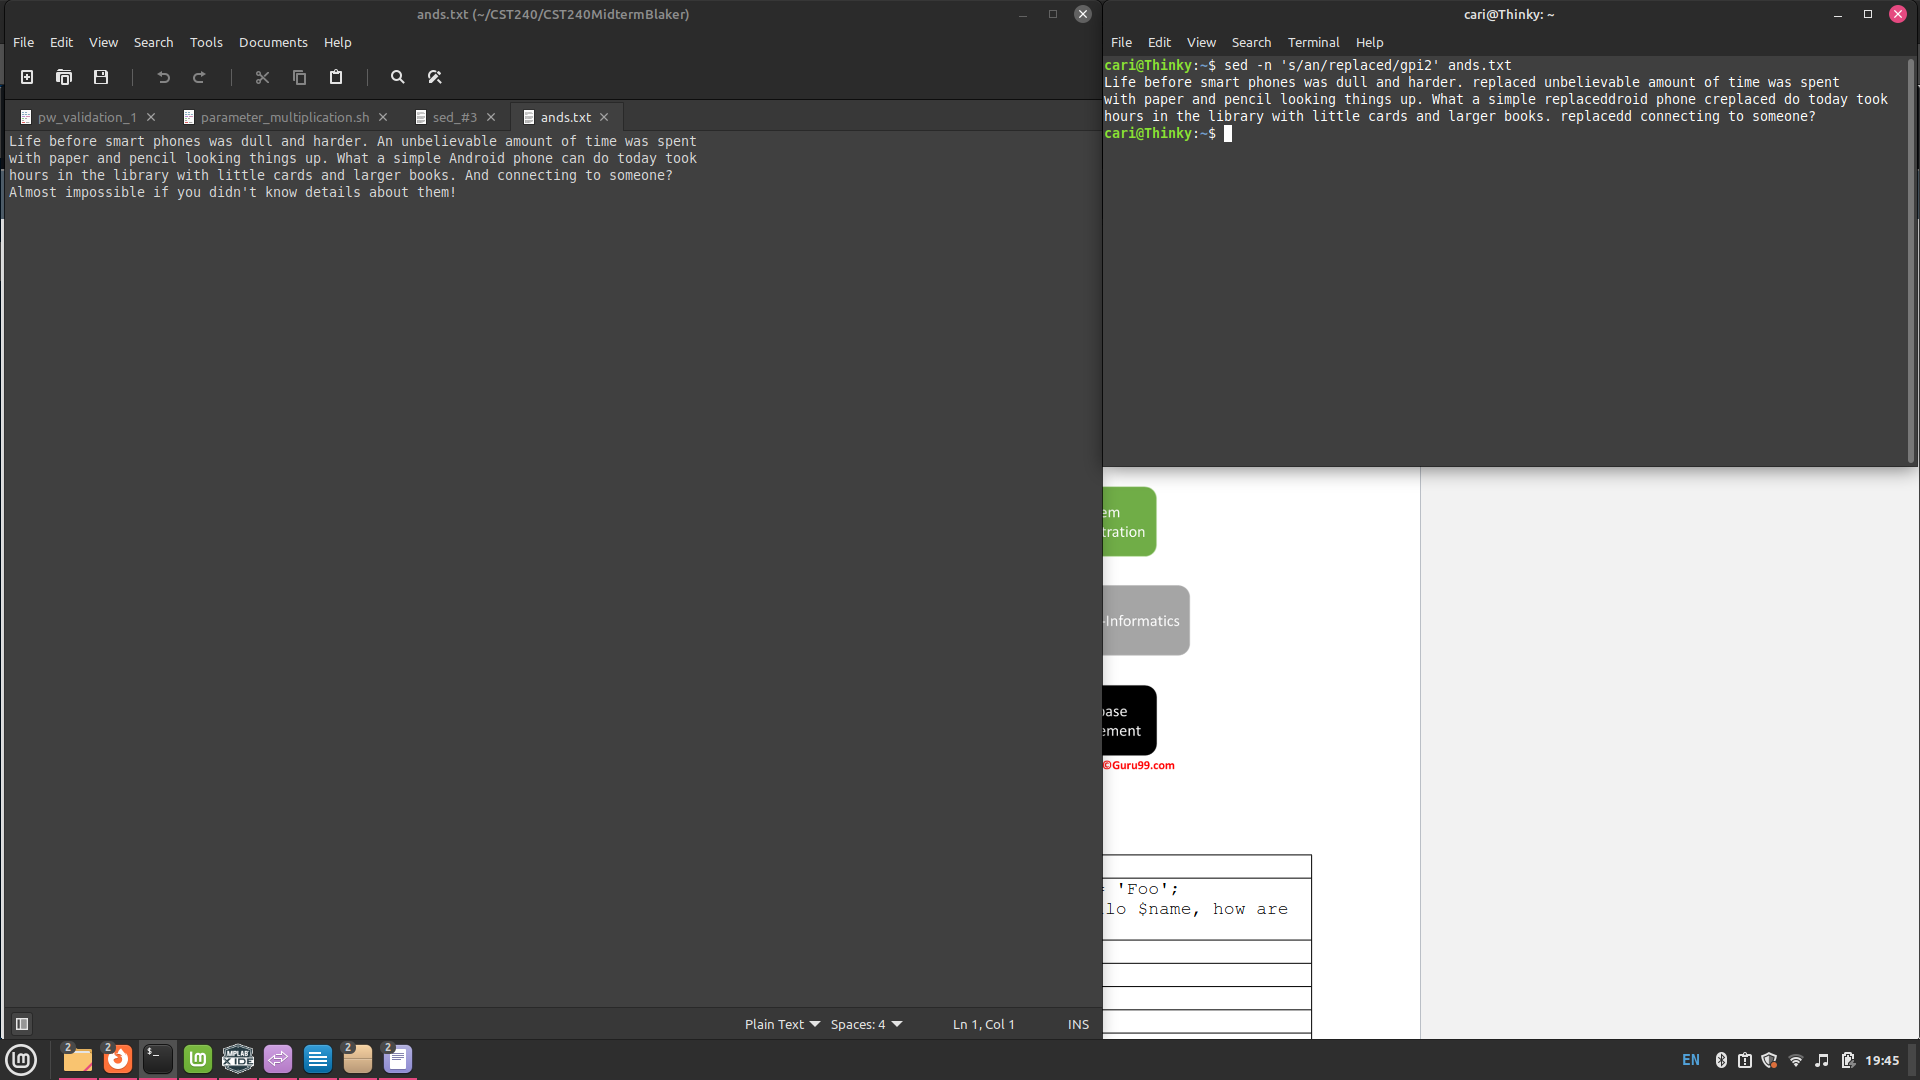 ands.txt (~/CST240/CST240MidtermBlaker)
File Edit View Search Tools Documents Help
pw_validation_1
parameter_multiplication.sh
sed_#3
ands.txt
Life before smart phones was dull and harder. An unbelievable amount of time was spent
with paper and pencil looking things up. What a simple Android phone can do today took
hours in the library with little cards and larger books. And connecting to someone?
Almost impossible if you didn't know details about them!
Plain Text Spaces: 4 Ln 1, Col 1 INS
cari@Thinky: ~
File Edit View Search Terminal Help
cari@Thinky:~$ sed -n 's/an/replaced/gpi2' ands.txt
Life before smart phones was dull and harder. replaced unbelievable amount of time was spent
with paper and pencil looking things up. What a simple replaceddroid phone creplaced do today took
hours in the library with little cards and larger books. replacedd connecting to someone?
cari@Thinky:~$
em
tration
-Informatics
base
ement
©Guru99.com
= 'Foo';
lo $name, how are
2 2 $_ lm MPLAB X IDE 2 2
EN 19:45